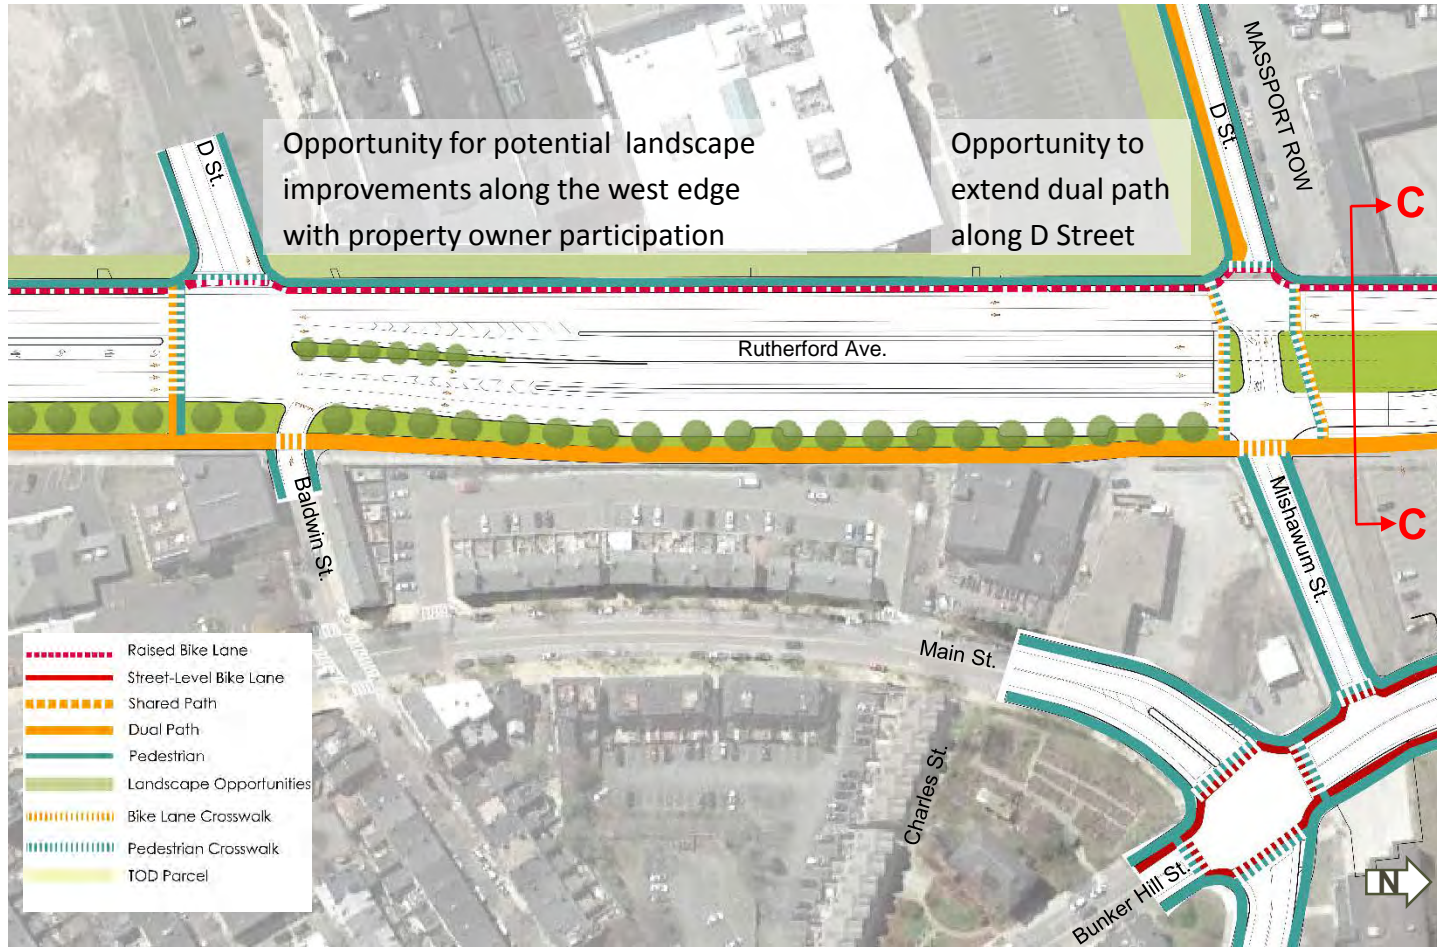 D St.
Opportunity for potential landscape
improvements along the west edge
with property owner participation
Opportunity to
extend dual path
along D Street
D St.
MASSPORT ROW
C
Rutherford Ave.
Baldwin St.
Mishawum St.
C
Main St.
Charles St.
Bunker Hill St.
Raised Bike Lane
Street-Level Bike Lane
Shared Path
Dual Path
Pedestrian
Landscape Opportunities
Bike Lane Crosswalk
Pedestrian Crosswalk
TOD Parcel
N